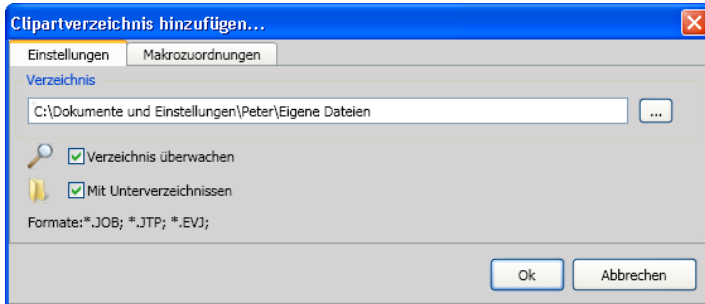 Clipartverzeichnis hinzufügen...
Einstellungen Makrozuordnungen
Verzeichnis
C:\Dokumente und Einstellungen\Peter\Eigene Dateien ...
Verzeichnis überwachen
Mit Unterverzeichnissen
Formate:*.JOB; *.JTP; *.EVJ;
Ok Abbrechen